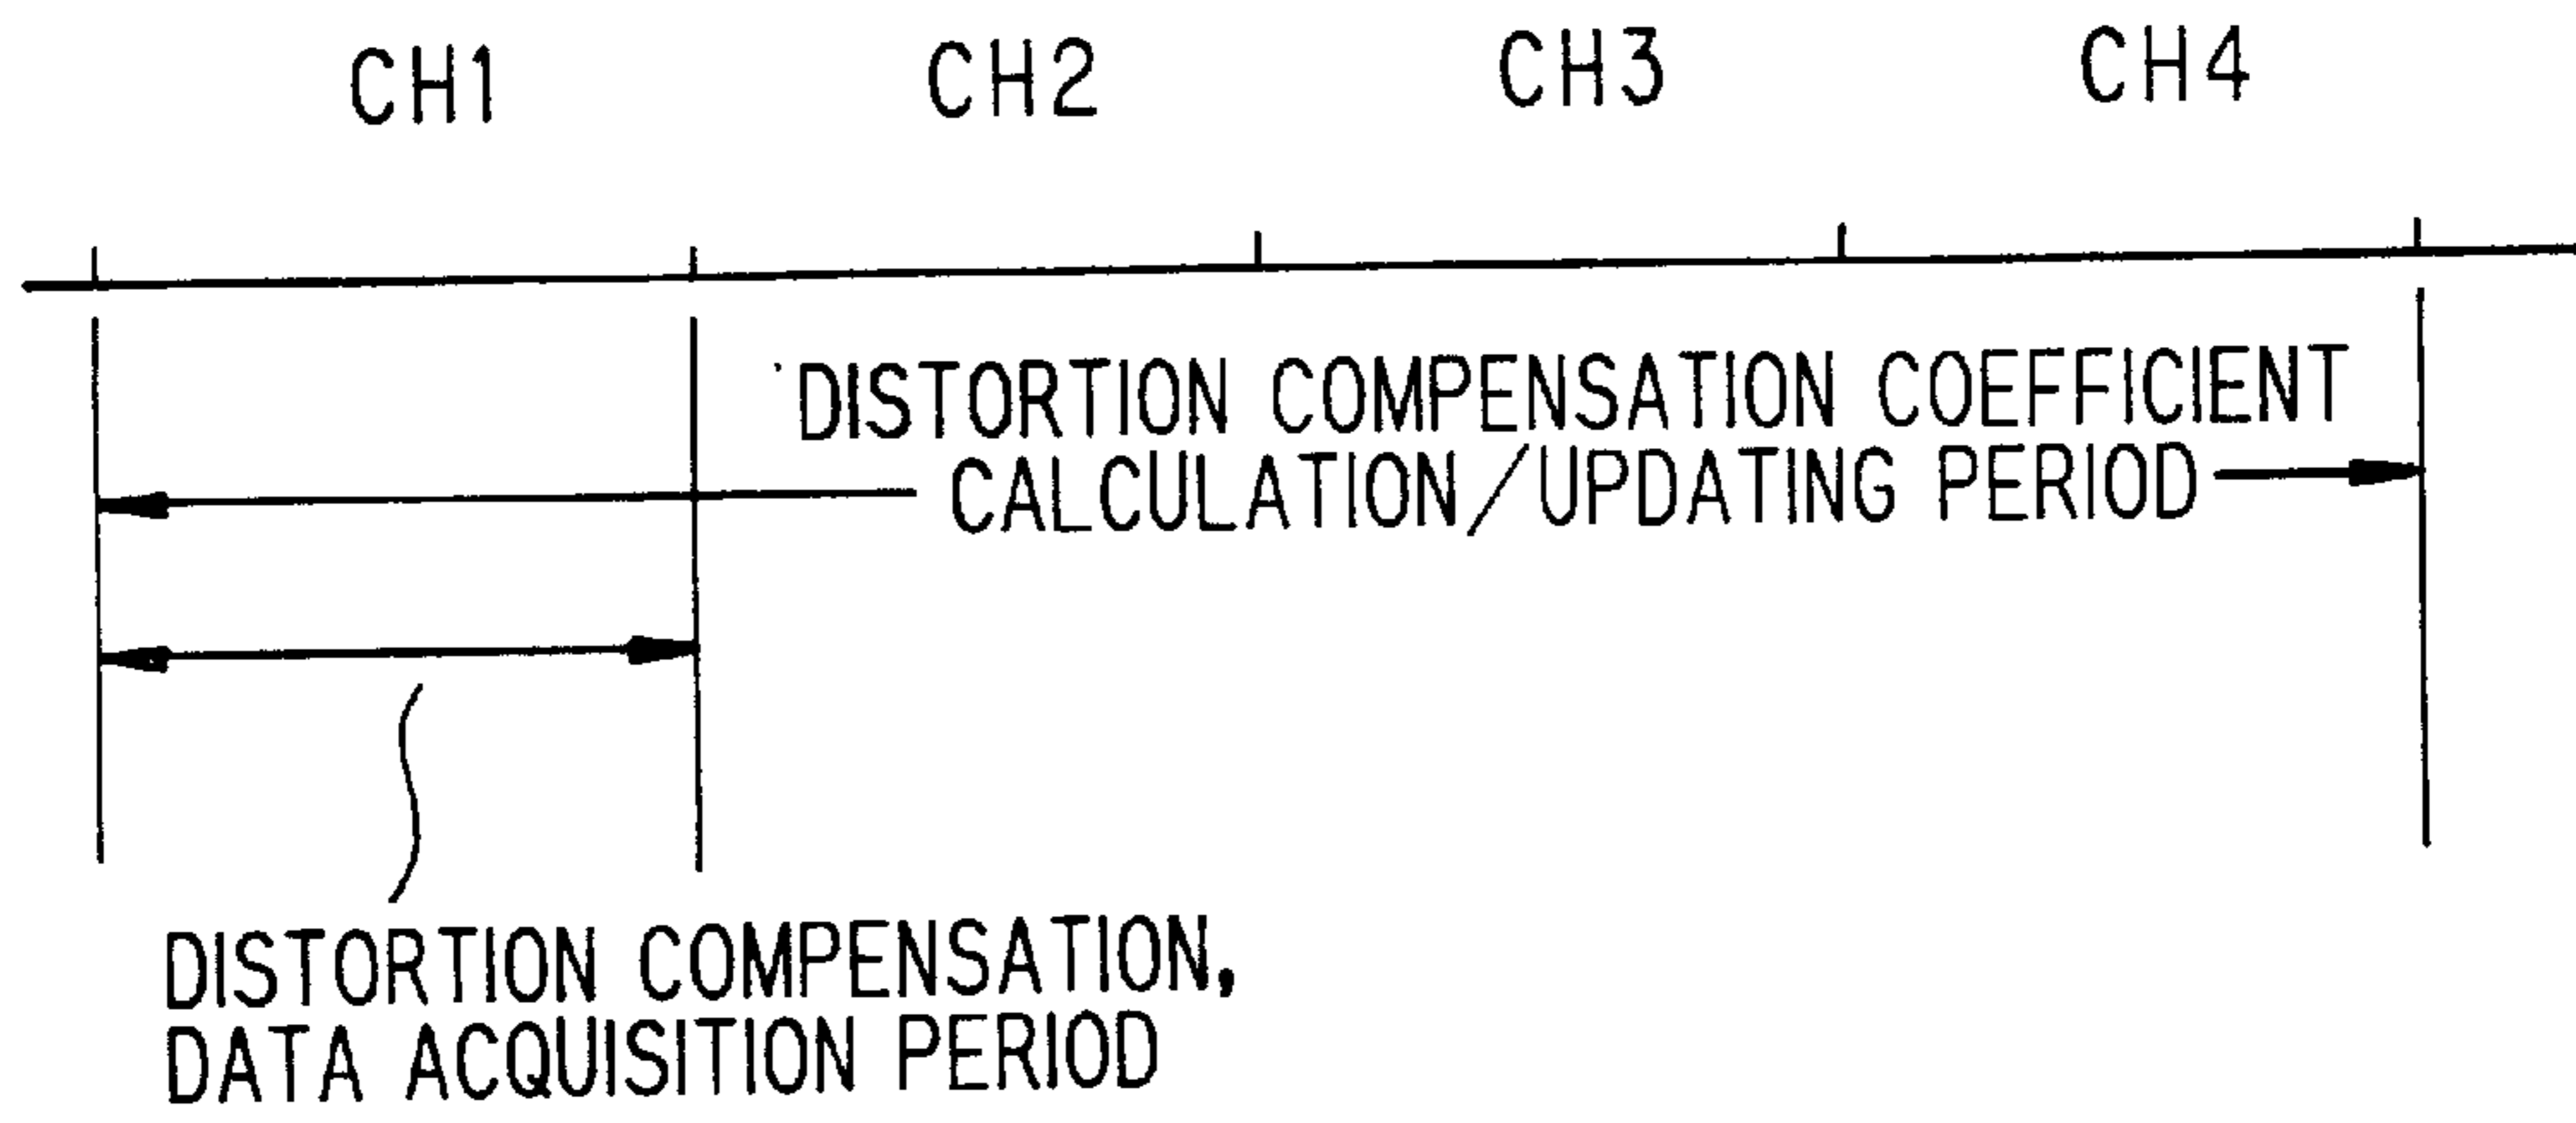 CH1 CH2 CH3 CH4
DISTORTION COMPENSATION COEFFICIENT
CALCULATION/UPDATING PERIOD
DISTORTION COMPENSATION,
DATA ACQUISITION PERIOD